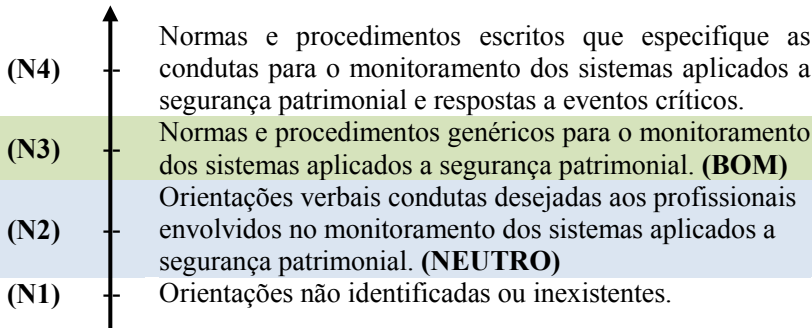 (N4) Normas e procedimentos escritos que especifique as
condutas para o monitoramento dos sistemas aplicados a
segurança patrimonial e respostas a eventos críticos.
(N3) Normas e procedimentos genéricos para o monitoramento
dos sistemas aplicados a segurança patrimonial. (BOM)
(N2) Orientações verbais condutas desejadas aos profissionais
envolvidos no monitoramento dos sistemas aplicados a
segurança patrimonial. (NEUTRO)
(N1) Orientações não identificadas ou inexistentes.